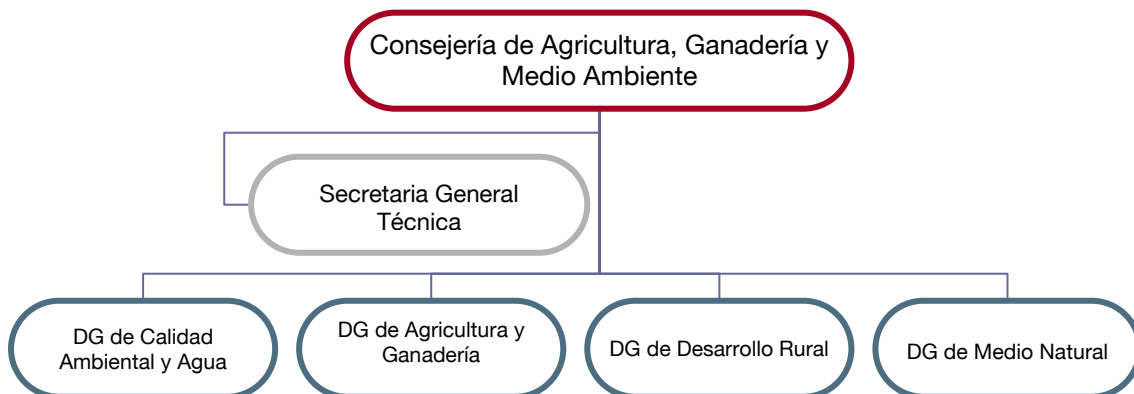 Consejería de Agricultura, Ganadería y
Medio Ambiente
Secretaria General
Técnica
DG de Calidad
Ambiental y Agua
DG de Agricultura y
Ganadería
DG de Desarrollo Rural
DG de Medio Natural